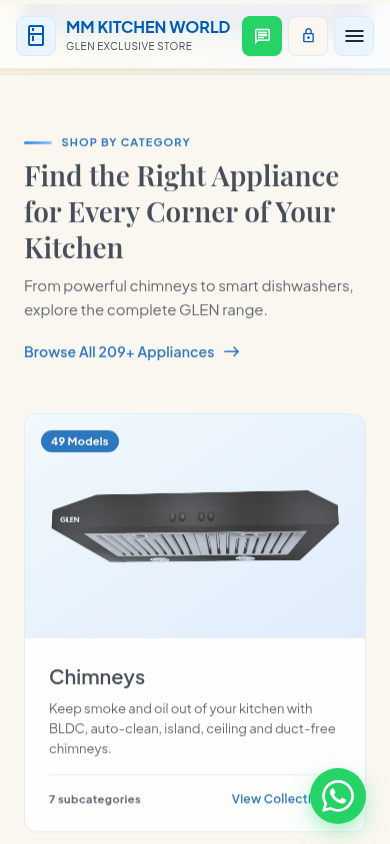 MM KITCHEN WORLD
GLEN EXCLUSIVE STORE
SHOP BY CATEGORY
Find the Right Appliance
for Every Corner of Your
Kitchen
From powerful chimneys to smart dishwashers,
explore the complete GLEN range.
Browse All 209+ Appliances →
49 Models
GLEN
Chimneys
Keep smoke and oil out of your kitchen with
BLDC, auto-clean, island, ceiling and duct-free
chimneys.
7 subcategories
View